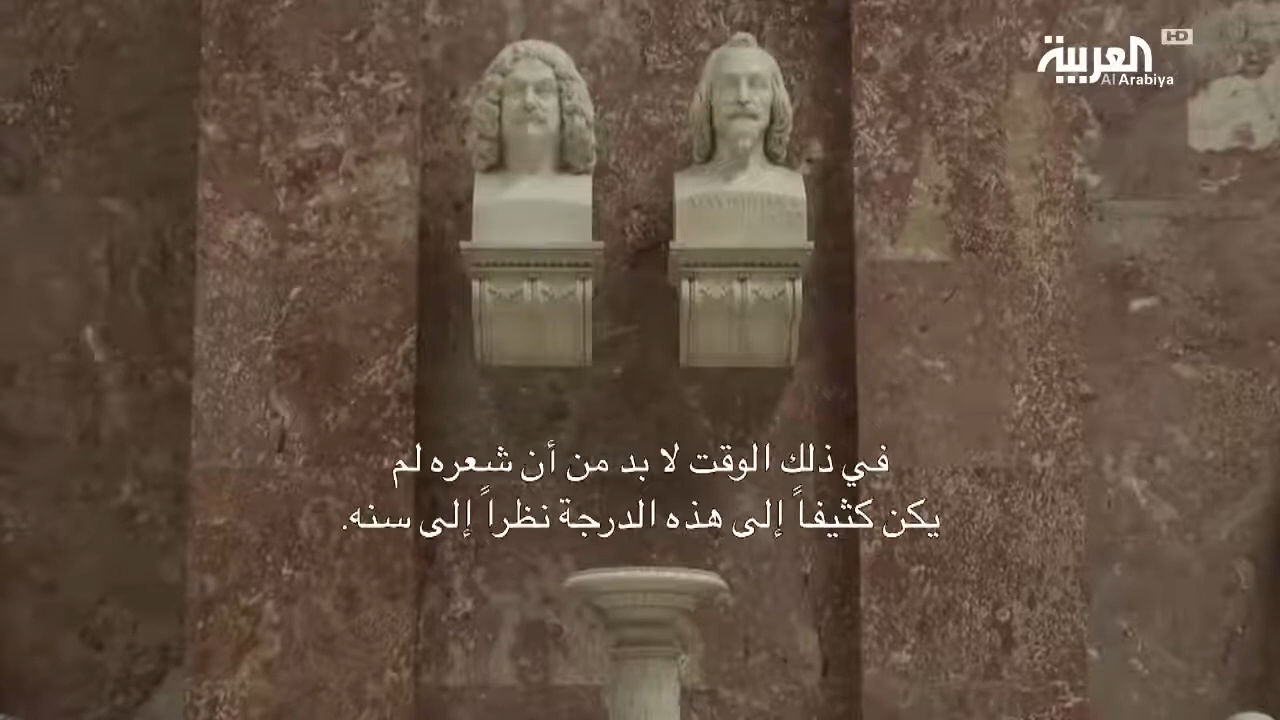 HD
العربية
Al Arabiya
في ذلك الوقت لا بد من أن شعره لم
يكن كثيفاً إلى هذه الدرجة نظراً إلى سنه.